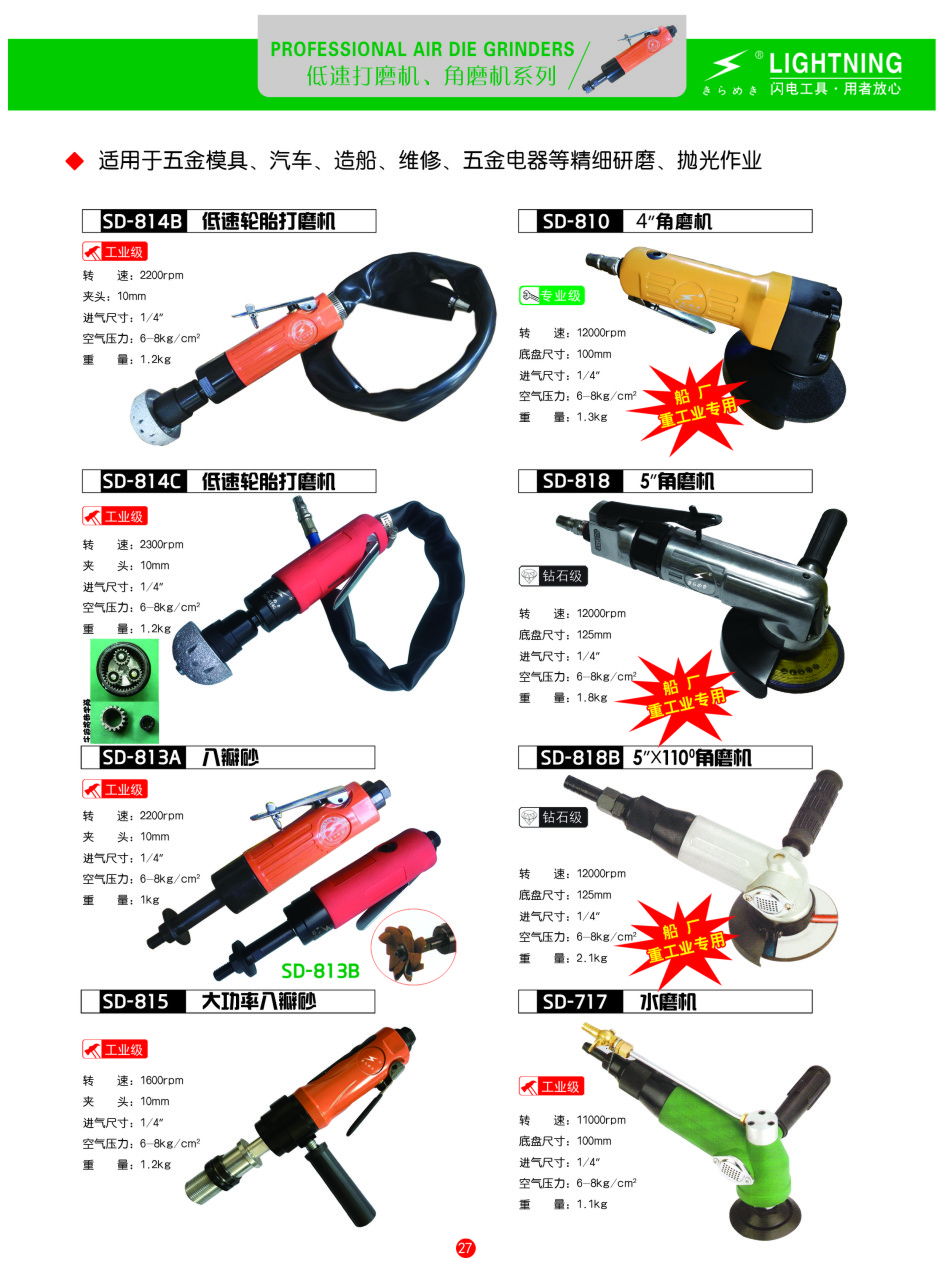 PROFESSIONAL AIR DIE GRINDERS
低速打磨机、角磨机系列
® LIGHTNING
きらめき 闪电工具·用者放心
适用于五金模具、汽车、造船、维修、五金电器等精细研磨、抛光作业
SD-814B 低速轮胎打磨机
工业级
转 速：2200rpm
夹头：10mm
进气尺寸：1/4"
空气压力：6-8kg/cm²
重 量：1.2kg
SD-810 4"角磨机
专业级
转 速：12000rpm
底盘尺寸：100mm
进气尺寸：1/4"
空气压力：6-8kg/cm²
重 量：1.3kg
船厂
重工业专用
SD-814C 低速轮胎打磨机
工业级
转 速：2300rpm
夹 头：10mm
进气尺寸：1/4"
空气压力：6-8kg/cm²
重 量：1.2kg
SD-818 5"角磨机
钻石级
转 速：12000rpm
底盘尺寸：125mm
进气尺寸：1/4"
空气压力：6-8kg/cm²
重 量：1.8kg
船厂
重工业专用
SD-813A 八瓣砂
工业级
转 速：2200rpm
夹 头：10mm
进气尺寸：1/4"
空气压力：6-8kg/cm²
重 量：1kg
SD-813B
SD-818B 5"X110°角磨机
钻石级
转 速：12000rpm
底盘尺寸：125mm
进气尺寸：1/4"
空气压力：6-8kg/cm²
重 量：2.1kg
船厂
重工业专用
SD-815 大功率八瓣砂
工业级
转 速：1600rpm
夹 头：10mm
进气尺寸：1/4"
空气压力：6-8kg/cm²
重 量：1.2kg
SD-717 水磨机
工业级
转 速：11000rpm
底盘尺寸：100mm
进气尺寸：1/4"
空气压力：6-8kg/cm²
重 量：1.1kg
27